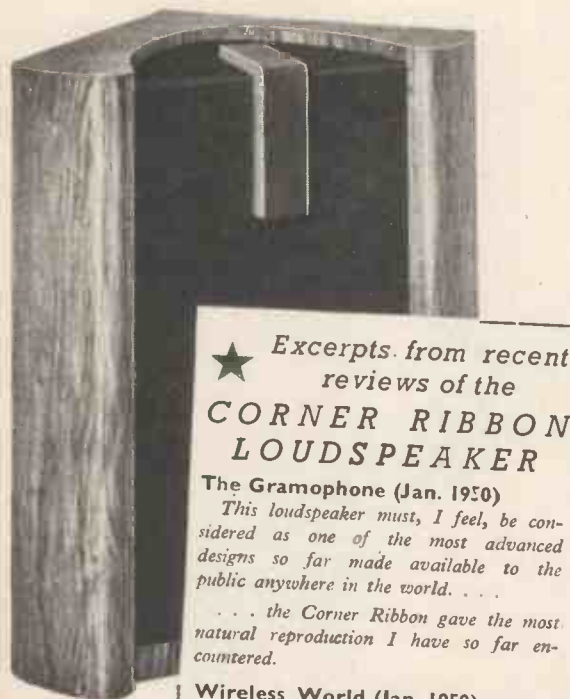 Excerpts from recent
reviews of the
CORNER RIBBON
LOUDSPEAKER
The Gramophone (Jan. 1950)
This loudspeaker must, I feel, be con-
sidered as one of the most advanced
designs so far made available to the
public anywhere in the world. . . .
. . . the Corner Ribbon gave the most
natural reproduction I have so far en-
countered.
Wireless World (Jan. 1950)